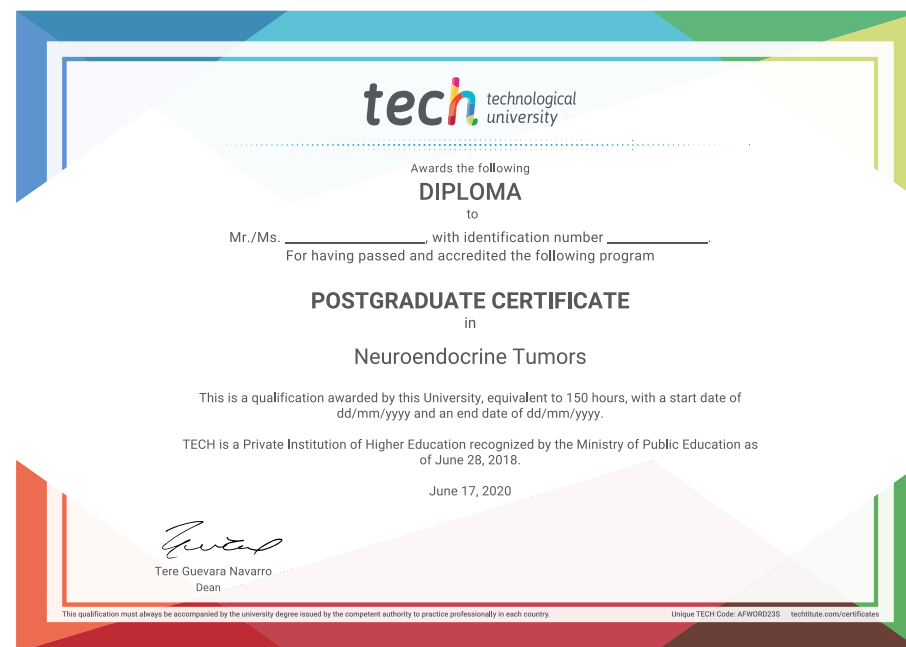 tech technological
university
Awards the following
DIPLOMA
to
Mr./Ms. ____________________, with identification number ______________.
For having passed and accredited the following program
POSTGRADUATE CERTIFICATE
in
Neuroendocrine Tumors
This is a qualification awarded by this University, equivalent to 150 hours, with a start date of
dd/mm/yyyy and an end date of dd/mm/yyyy.
TECH is a Private Institution of Higher Education recognized by the Ministry of Public Education as
of June 28, 2018.
June 17, 2020
Tere Guevara Navarro
Dean
This qualification must always be accompanied by the university degree issued by the competent authority to practice professionally in each country. Unique TECH Code: AFWORD23S techtitute.com/certificates